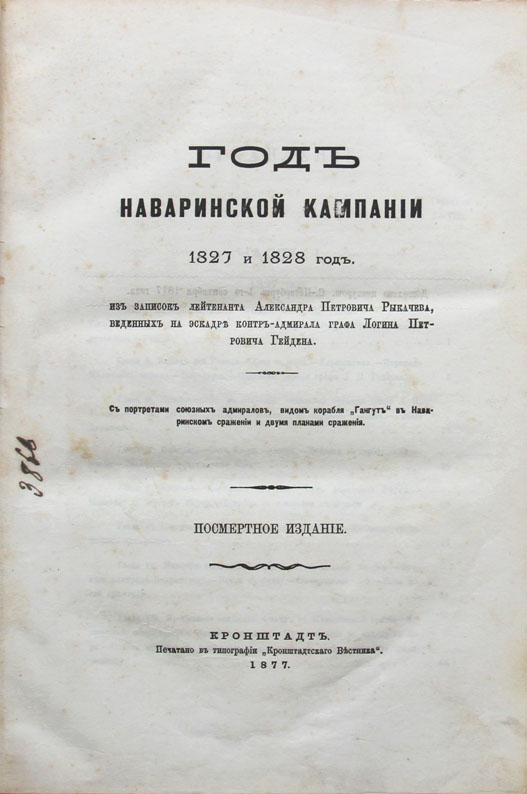 ГОДЪ
НАВАРИНСКОЙ КАМПАНІИ
1827 и 1828 годъ.
изъ записокъ лейтенанта Александра Петровича Рыкачева,
веденныхъ на эскадрѣ контръ-адмирала графа Логина Пет-
ровича Гейдена.
Съ портретами союзныхъ адмираловъ, видомъ корабля „Гангутъ“ въ Нава-
ринскомъ сраженіи и двумя планами сраженія.
ПОСМЕРТНОЕ ИЗДАНІЕ.
КРОНШТАДТЪ.
Печатано въ типографіи „Кронштадтскаго Вѣстника“.
1877.